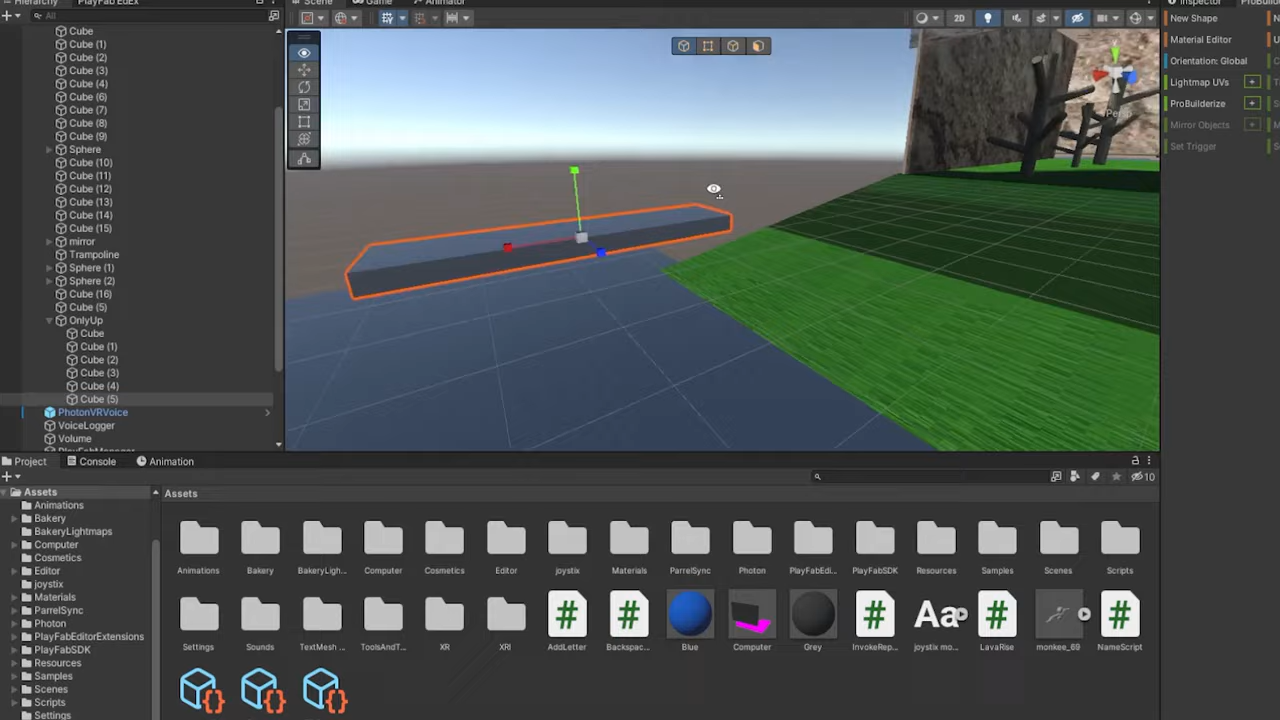 Hierarchy
PlayFab EdEx
All
Cube
Cube (1)
Cube (2)
Cube (3)
Cube (4)
Cube (6)
Cube (7)
Cube (8)
Cube (9)
Sphere
Cube (10)
Cube (11)
Cube (12)
Cube (13)
Cube (14)
Cube (15)
mirror
Trampoline
Sphere (1)
Sphere (2)
Cube (16)
Cube (5)
OnlyUp
Cube
Cube (1)
Cube (2)
Cube (3)
Cube (4)
Cube (5)
PhotonVRVoice
VoiceLogger
Volume
PlayFabManager
Scene
Game
Animator
2D
Persp
Inspector
ProBuilder
New Shape
Material Editor
Orientation: Global
Lightmap UVs
ProBuilderize
Mirror Objects
Set Trigger
Project
Console
Animation
10
Assets
Animations
Bakery
BakeryLightmaps
Computer
Cosmetics
Editor
joystix
Materials
ParrelSync
Photon
PlayFabEditorExtensions
PlayFabSDK
Resources
Samples
Scenes
Scripts
Settings
Assets
Animations
Bakery
BakeryLigh...
Computer
Cosmetics
Editor
joystix
Materials
ParrelSync
Photon
PlayFabEdi...
PlayFabSDK
Resources
Samples
Scenes
Scripts
Settings
Sounds
TextMesh ...
ToolsAndT...
XR
XRI
AddLetter
Backspac...
Blue
Computer
Grey
InvokeRep...
Aa
joystix mo...
LavaRise
monkee_69
NameScript